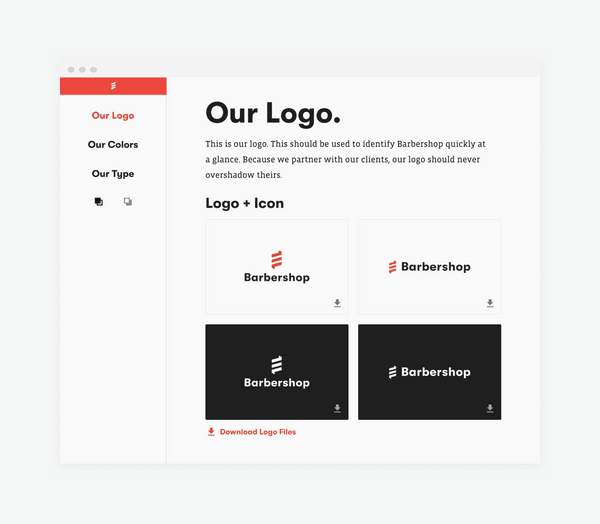 Our Logo
Our Colors
Our Type
Our Logo.
This is our logo. This should be used to identify Barbershop quickly at
a glance. Because we partner with our clients, our logo should never
overshadow theirs.
Logo + Icon
Barbershop
Barbershop
Barbershop
Barbershop
Download Logo Files